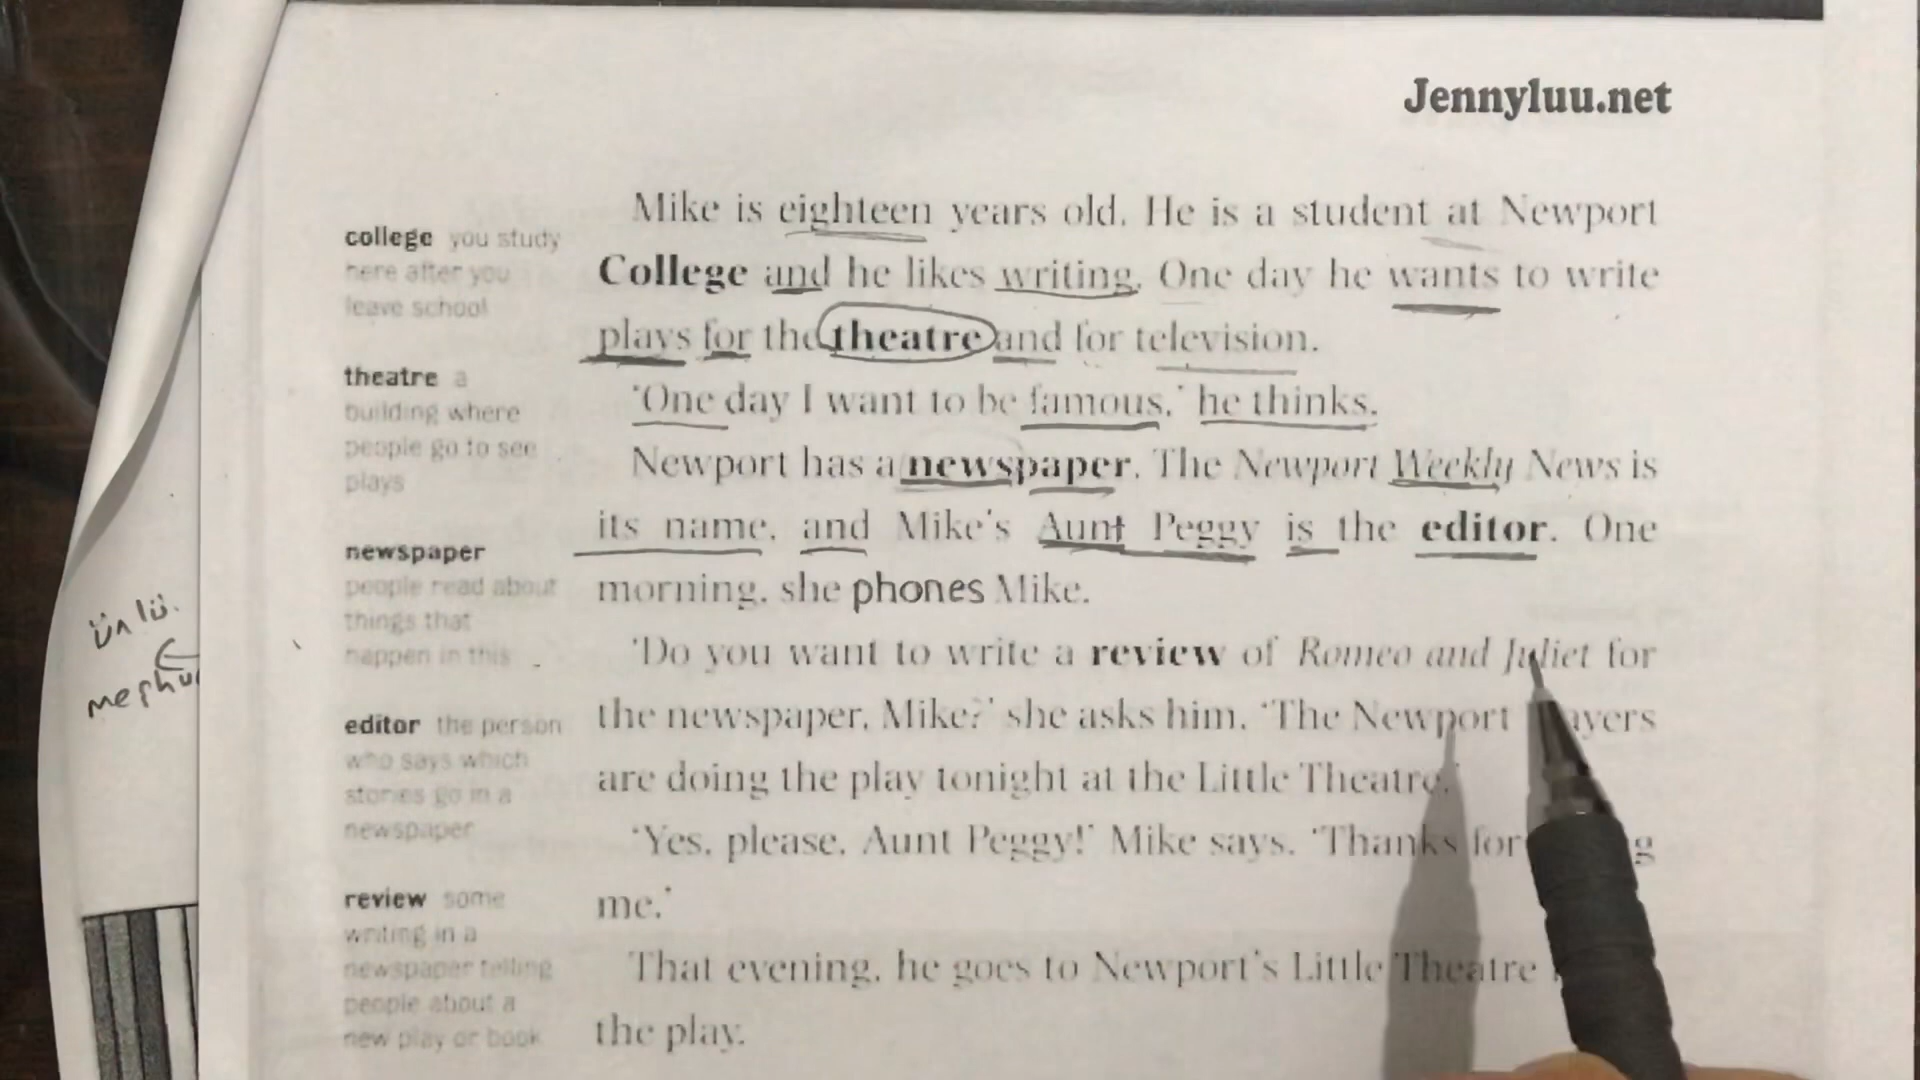 Jennyluu.net
college you study
here after you
leave school
theatre a
building where
people go to see
plays
newspaper
people read about
things that
happen in this
editor the person
who says which
stories go in a
newspaper
review some
writing in a
newspaper telling
people about a
new play or book
Mike is eighteen years old. He is a student at Newport
College and he likes writing. One day he wants to write
plays for the theatre and for television.
'One day I want to be famous,' he thinks.
Newport has a newspaper. The Newport Weekly News is
its name, and Mike's Aunt Peggy is the editor. One
morning, she phones Mike.
'Do you want to write a review of Romeo and Juliet for
the newspaper, Mike?' she asks him. 'The Newport
are doing the play tonight at the Little Theatre.'
'Yes, please, Aunt Peggy!' Mike says. 'Thanks for
me.'
That evening, he goes to Newport's Little Theatre
the play.
ünlü.